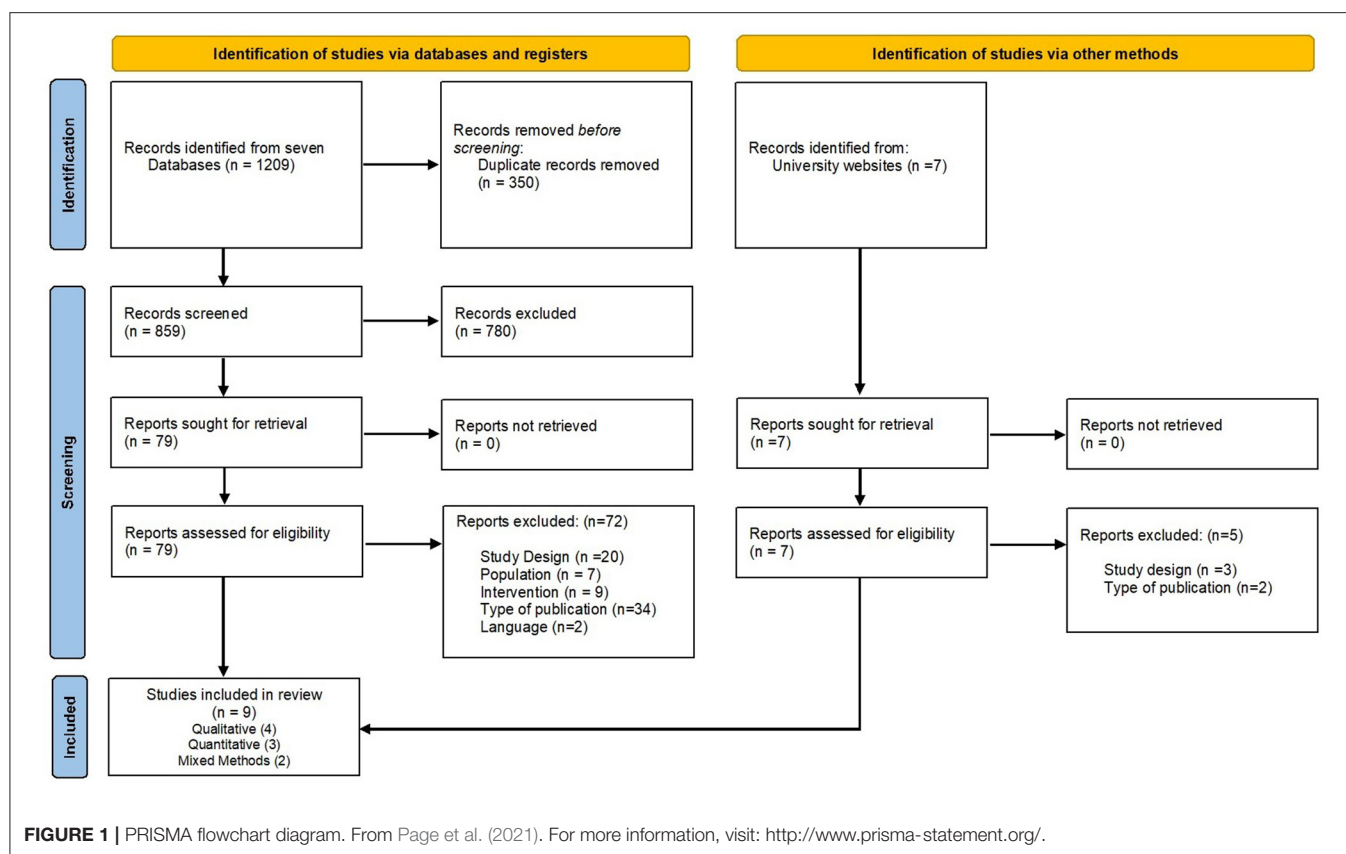 Identification of studies via databases and registers
Identification of studies via other methods
Identification
Records identified from seven
Databases (n = 1209)
Records removed before
screening:
Duplicate records removed
(n = 350)
Records identified from:
University websites (n =7)
Screening
Records screened
(n = 859)
Records excluded
(n = 780)
Reports sought for retrieval
(n = 79)
Reports not retrieved
(n = 0)
Reports sought for retrieval
(n =7)
Reports not retrieved
(n = 0)
Reports assessed for eligibility
(n = 79)
Reports excluded: (n=72)
Study Design (n =20)
Population (n = 7)
Intervention (n = 9)
Type of publication (n=34)
Language (n=2)
Reports assessed for eligibility
(n = 7)
Reports excluded: (n=5)
Study design (n =3)
Type of publication (n=2)
Included
Studies included in review
(n = 9)
Qualitative (4)
Quantitative (3)
Mixed Methods (2)
FIGURE 1 | PRISMA flowchart diagram. From Page et al. (2021). For more information, visit: http://www.prisma-statement.org/.